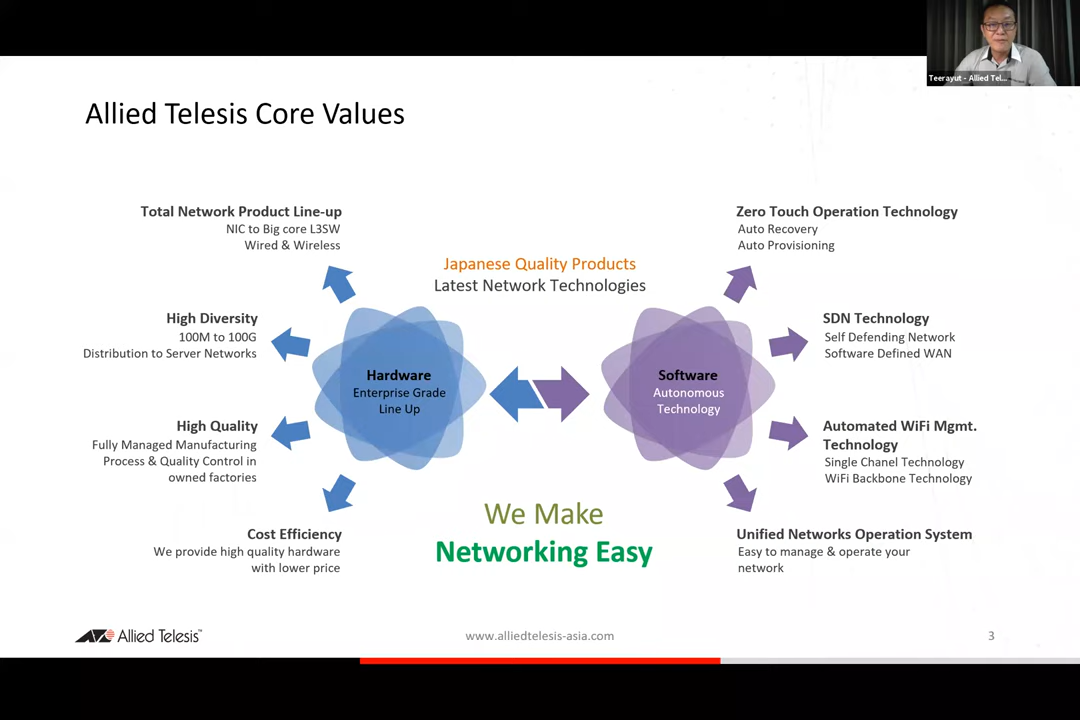 Teerayut - Allied Tel...
Allied Telesis Core Values
Total Network Product Line-up
NIC to Big core L3SW
Wired & Wireless
High Diversity
100M to 100G
Distribution to Server Networks
High Quality
Fully Managed Manufacturing
Process & Quality Control in
owned factories
Cost Efficiency
We provide high quality hardware
with lower price
Japanese Quality Products
Latest Network Technologies
Hardware
Enterprise Grade
Line Up
Software
Autonomous
Technology
We Make
Networking Easy
Zero Touch Operation Technology
Auto Recovery
Auto Provisioning
SDN Technology
Self Defending Network
Software Defined WAN
Automated WiFi Mgmt.
Technology
Single Chanel Technology
WiFi Backbone Technology
Unified Networks Operation System
Easy to manage & operate your
network
Allied Telesis™
www.alliedtelesis-asia.com
3